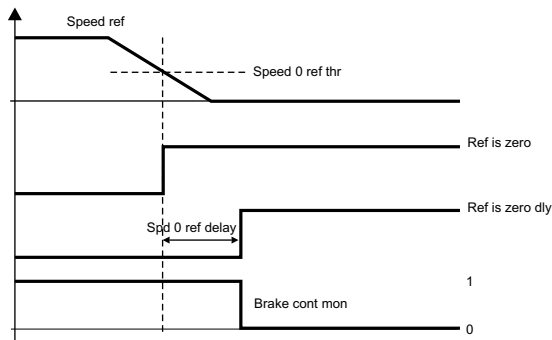 Speed ref
Speed 0 ref thr
Ref is zero
Ref is zero dly
Spd 0 ref delay
1
Brake cont mon
0